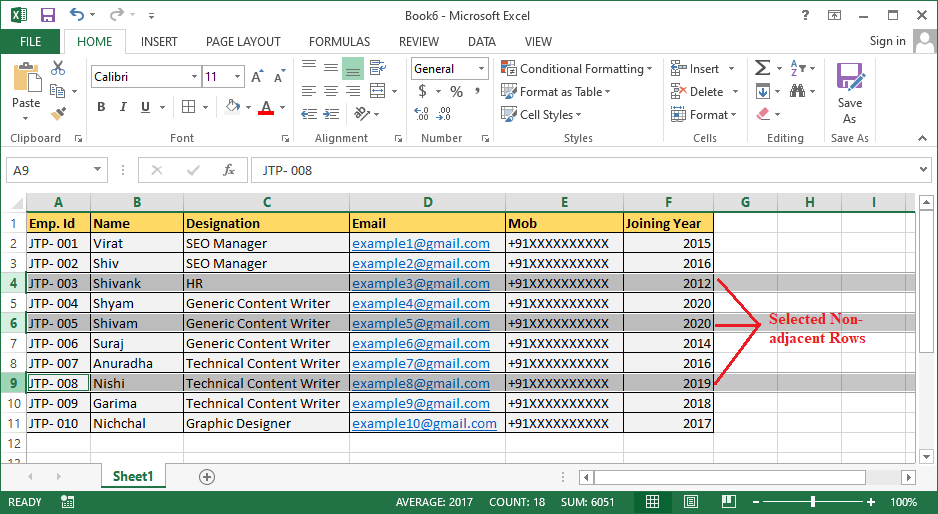 Book6 - Microsoft Excel
?
FILE HOME INSERT PAGE LAYOUT FORMULAS REVIEW DATA VIEW Sign in
Paste
Calibri 11
B I U A
General
$ % ,
Conditional Formatting
Format as Table
Cell Styles
Insert
Delete
Format
Save
As
Clipboard Font Alignment Number Styles Cells Editing Save As
A9 fx JTP- 008
A B C D E F G H I
1 Emp. Id Name Designation Email Mob Joining Year
2 JTP- 001 Virat SEO Manager example1@gmail.com +91XXXXXXXXXX 2015
3 JTP- 002 Shiv SEO Manager example2@gmail.com +91XXXXXXXXXX 2016
4 JTP- 003 Shivank HR example3@gmail.com +91XXXXXXXXXX 2012
5 JTP- 004 Shyam Generic Content Writer example4@gmail.com +91XXXXXXXXXX 2020
6 JTP- 005 Shivam Generic Content Writer example5@gmail.com +91XXXXXXXXXX 2020
7 JTP- 006 Suraj Generic Content Writer example6@gmail.com +91XXXXXXXXXX 2014
8 JTP- 007 Anuradha Technical Content Writer example7@gmail.com +91XXXXXXXXXX 2016
9 JTP- 008 Nishi Technical Content Writer example8@gmail.com +91XXXXXXXXXX 2019
10 JTP- 009 Garima Technical Content Writer example9@gmail.com +91XXXXXXXXXX 2018
11 JTP- 010 Nichchal Graphic Designer example10@gmail.com +91XXXXXXXXXX 2017
12
Selected Non-
adjacent Rows
Sheet1
READY AVERAGE: 2017 COUNT: 18 SUM: 6051 100%